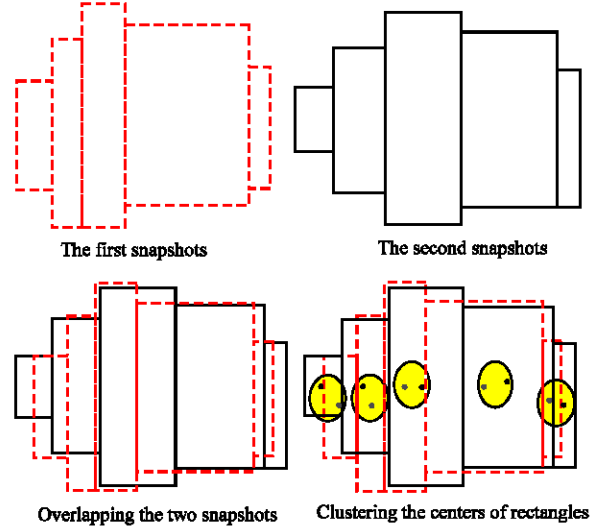 The first snapshots
The second snapshots
Overlapping the two snapshots
Clustering the centers of rectangles